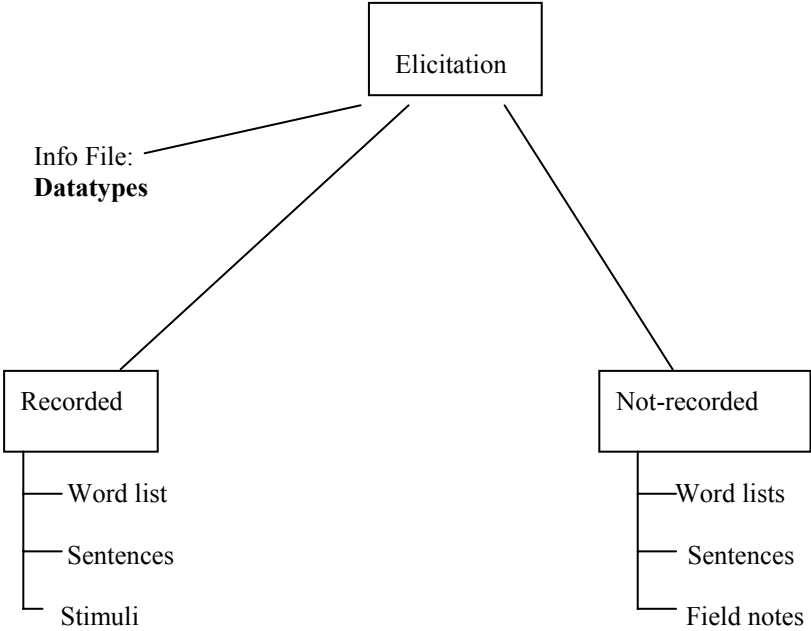 Elicitation
Info File:
Datatypes
Recorded
Word list
Sentences
Stimuli
Not-recorded
Word lists
Sentences
Field notes